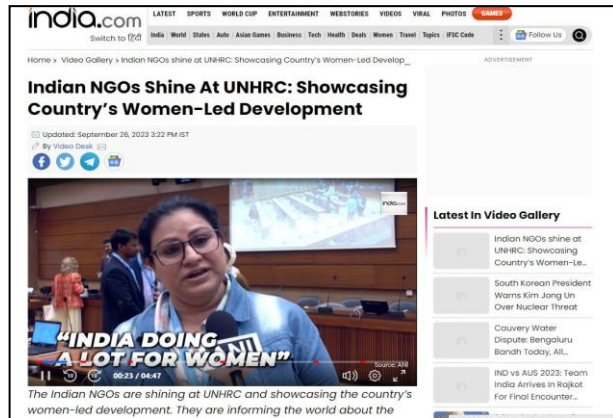 india.com
Switch to हिंदी
LATEST SPORTS WORLD CUP ENTERTAINMENT WEBSTORIES VIDEOS VIRAL PHOTOS GAMES
India World States Auto Asian Games Business Tech Health Deals Women Travel Topics IFSC Code
Follow Us
Home > Video Gallery > Indian NGOs shine at UNHRC: Showcasing Country's Women-Led Develop_
ADVERTISEMENT
Indian NGOs Shine At UNHRC: Showcasing
Country's Women-Led Development
Updated: September 26, 2023 3:22 PM IST
By Video Desk
india.com
ANI
"INDIA DOING
A LOT FOR WOMEN"
Source: ANI
10 10 00:23 / 04:47
The Indian NGOs are shining at UNHRC and showcasing the country's
women-led development. They are informing the world about the
Latest In Video Gallery
Indian NGOs shine at
UNHRC: Showcasing
Country's Women-Le...
South Korean President
Warns Kim Jong Un
Over Nuclear Threat
Cauvery Water
Dispute: Bengaluru
Bandh Today, All...
IND vs AUS 2023: Team
India Arrives In Rajkot
For Final Encounter...